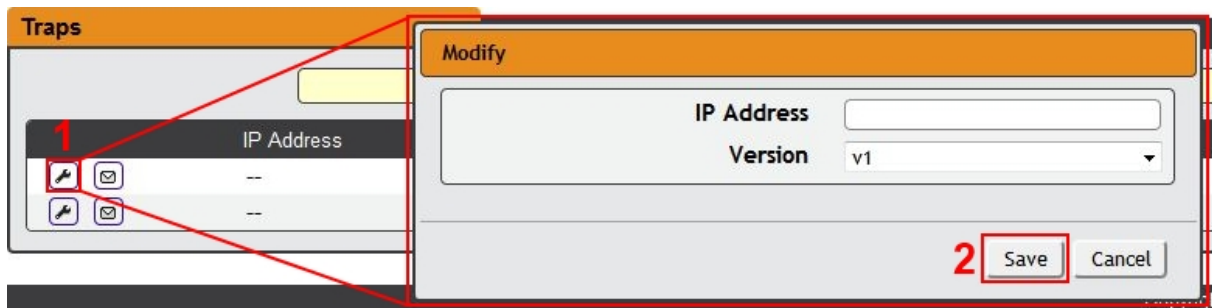 Traps
Modify
IP Address
Version v1
1
IP Address
--
--
2 Save Cancel